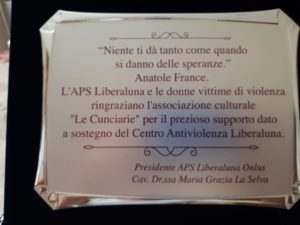 “Niente ti dà tanto come quando
si danno delle speranze.”
Anatole France.
L'APS Liberaluna e le donne vittime di violenza
ringraziano l'associazione culturale
"Le Cunciarie" per il prezioso supporto dato
a sostegno del Centro Antiviolenza Liberaluna.
Presidente APS Liberaluna Onlus
Cav. Dr.ssa Maria Grazia La Selva